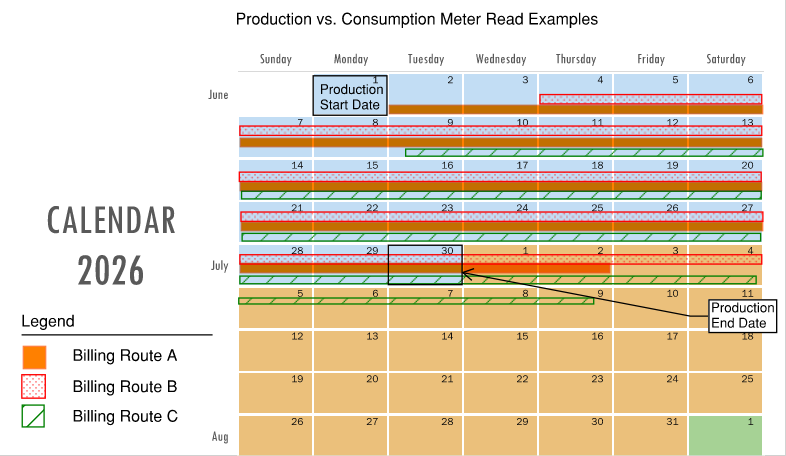 Production vs. Consumption Meter Read Examples
Sunday Monday Tuesday Wednesday Thursday Friday Saturday
June
1 2 3 4 5 6
Production
Start Date
7 8 9 10 11 12 13
14 15 16 17 18 19 20
21 22 23 24 25 26 27
CALENDAR
2026
July
28 29 30 1 2 3 4
5 6 7 8 9 10 11
Production
End Date
12 13 14 15 16 17 18
19 20 21 22 23 24 25
Aug
26 27 28 29 30 31 1
Legend
Billing Route A
Billing Route B
Billing Route C